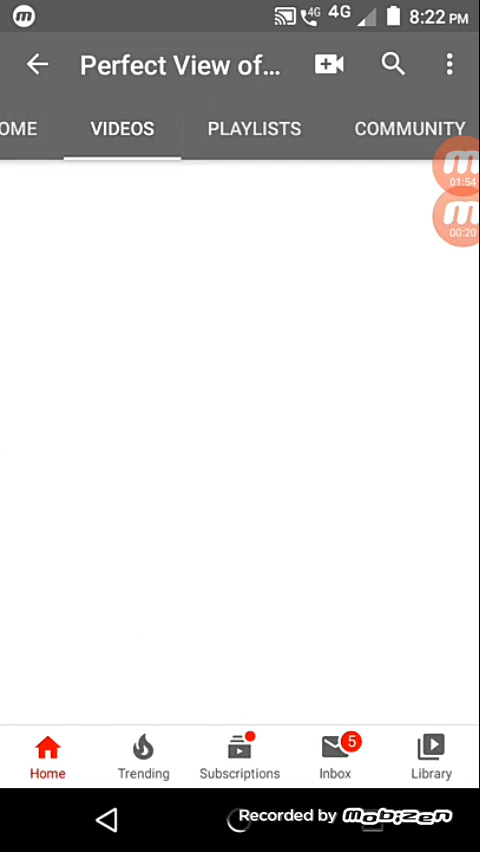 4G 4G 8:22 PM
Perfect View of...
OME VIDEOS PLAYLISTS COMMUNITY
01:54
00:20
5
Home Trending Subscriptions Inbox Library
Recorded by Mobizen